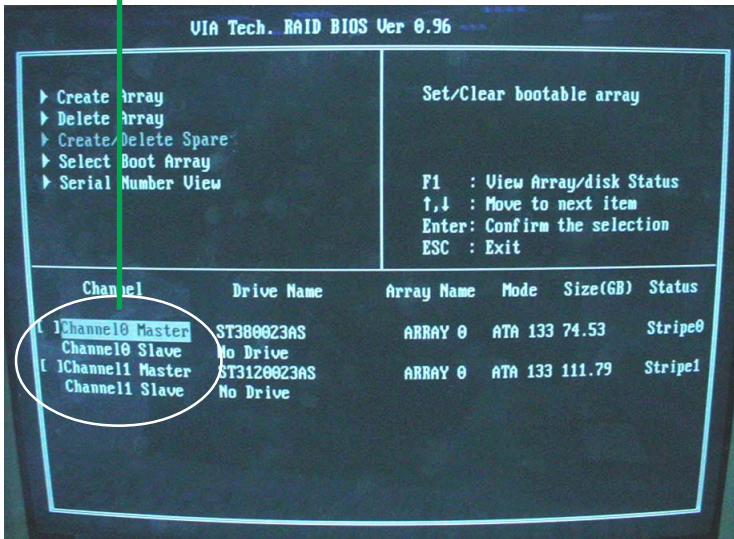 VIA Tech. RAID BIOS Ver 0.96
Create Array
Delete Array
Create/Delete Spare
Select Boot Array
Serial Number View
Set/Clear bootable array
F1 : View Array/disk Status
↑,↓ : Move to next item
Enter: Confirm the selection
ESC : Exit
Channel Drive Name Array Name Mode Size(GB) Status
[ ]Channel0 Master ST380023AS ARRAY 0 ATA 133 74.53 Stripe0
Channel0 Slave No Drive
[ ]Channel1 Master ST3120023AS ARRAY 0 ATA 133 111.79 Stripe1
Channel1 Slave No Drive